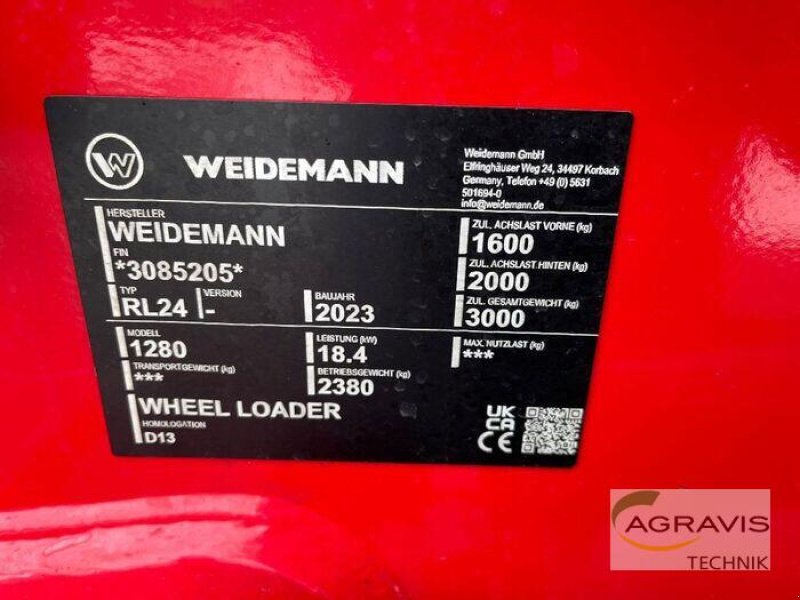 W WEIDEMANN
Weidemann GmbH
Elfringhäuser Weg 24, 34497 Korbach
Germany, Telefon +49 (0) 5631
501694-0
info@weidemann.de
HERSTELLER
WEIDEMANN
FIN
*3085205*
TYP
RL24
VERSION
-
BAUJAHR
2023
ZUL. ACHSLAST VORNE (kg)
1600
ZUL. ACHSLAST HINTEN (kg)
2000
ZUL. GESAMTGEWICHT (kg)
3000
MODELL
1280
LEISTUNG (kW)
18.4
MAX. NUTZLAST (kg)
***
TRANSPORTGEWICHT (kg)
***
BETRIEBSGEWICHT (kg)
2380
WHEEL LOADER
HOMOLOGATION
D13
UK
CA
CE
AGRAVIS
TECHNIK